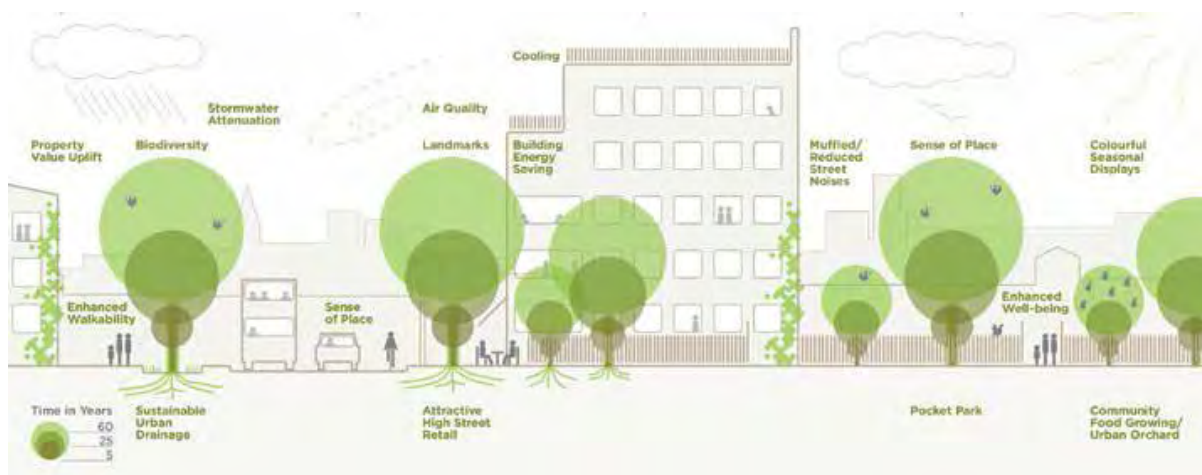 Cooling
Stormwater
Attenuation
Air Quality
Property
Value Uplift
Biodiversity
Landmarks
Building
Energy
Saving
Muffled/
Reduced
Street
Noises
Sense of Place
Colourful
Seasonal
Displays
Enhanced
Walkability
Sense
of Place
Enhanced
Well-being
Time in Years
60
25
5
Sustainable
Urban
Drainage
Attractive
High Street
Retail
Pocket Park
Community
Food Growing/
Urban Orchard